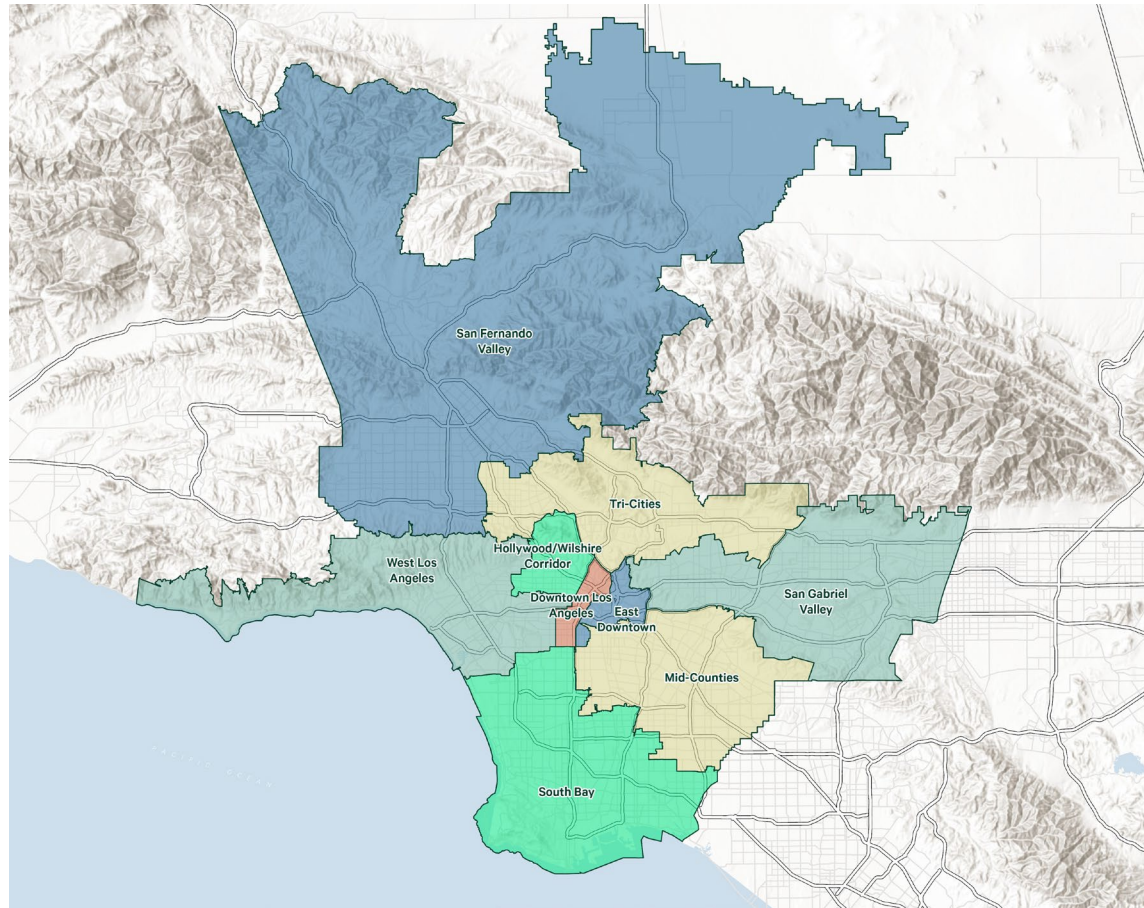 San Fernando
Valley
Tri-Cities
Hollywood/Wilshire
Corridor
West Los
Angeles
San Gabriel
Valley
Downtown Los
Angeles
East
Downtown
Mid-Counties
South Bay